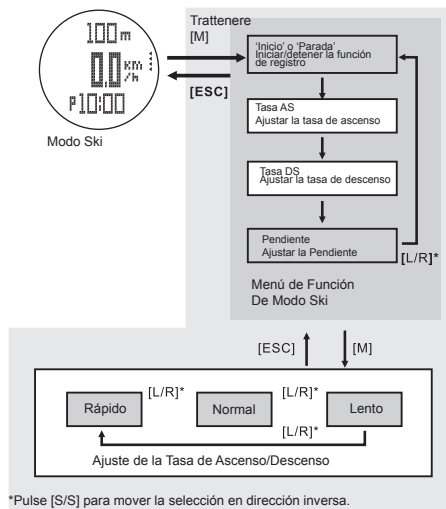 100 m
0.0 KM/h
P10:00
Modo Ski
Trattenere
[M]
[ESC]
'Inicio' o 'Parada'
Iniciar/detener la función
de registro
Tasa AS
Ajustar la tasa de ascenso
Tasa DS
Ajustar la tasa de descenso
Pendiente
Ajustar la Pendiente
[L/R]*
Menú de Función
De Modo Ski
[ESC]
[M]
[L/R]*
[L/R]*
Rápido
Normal
Lento
[L/R]*
Ajuste de la Tasa de Ascenso/Descenso
*Pulse [S/S] para mover la selección en dirección inversa.